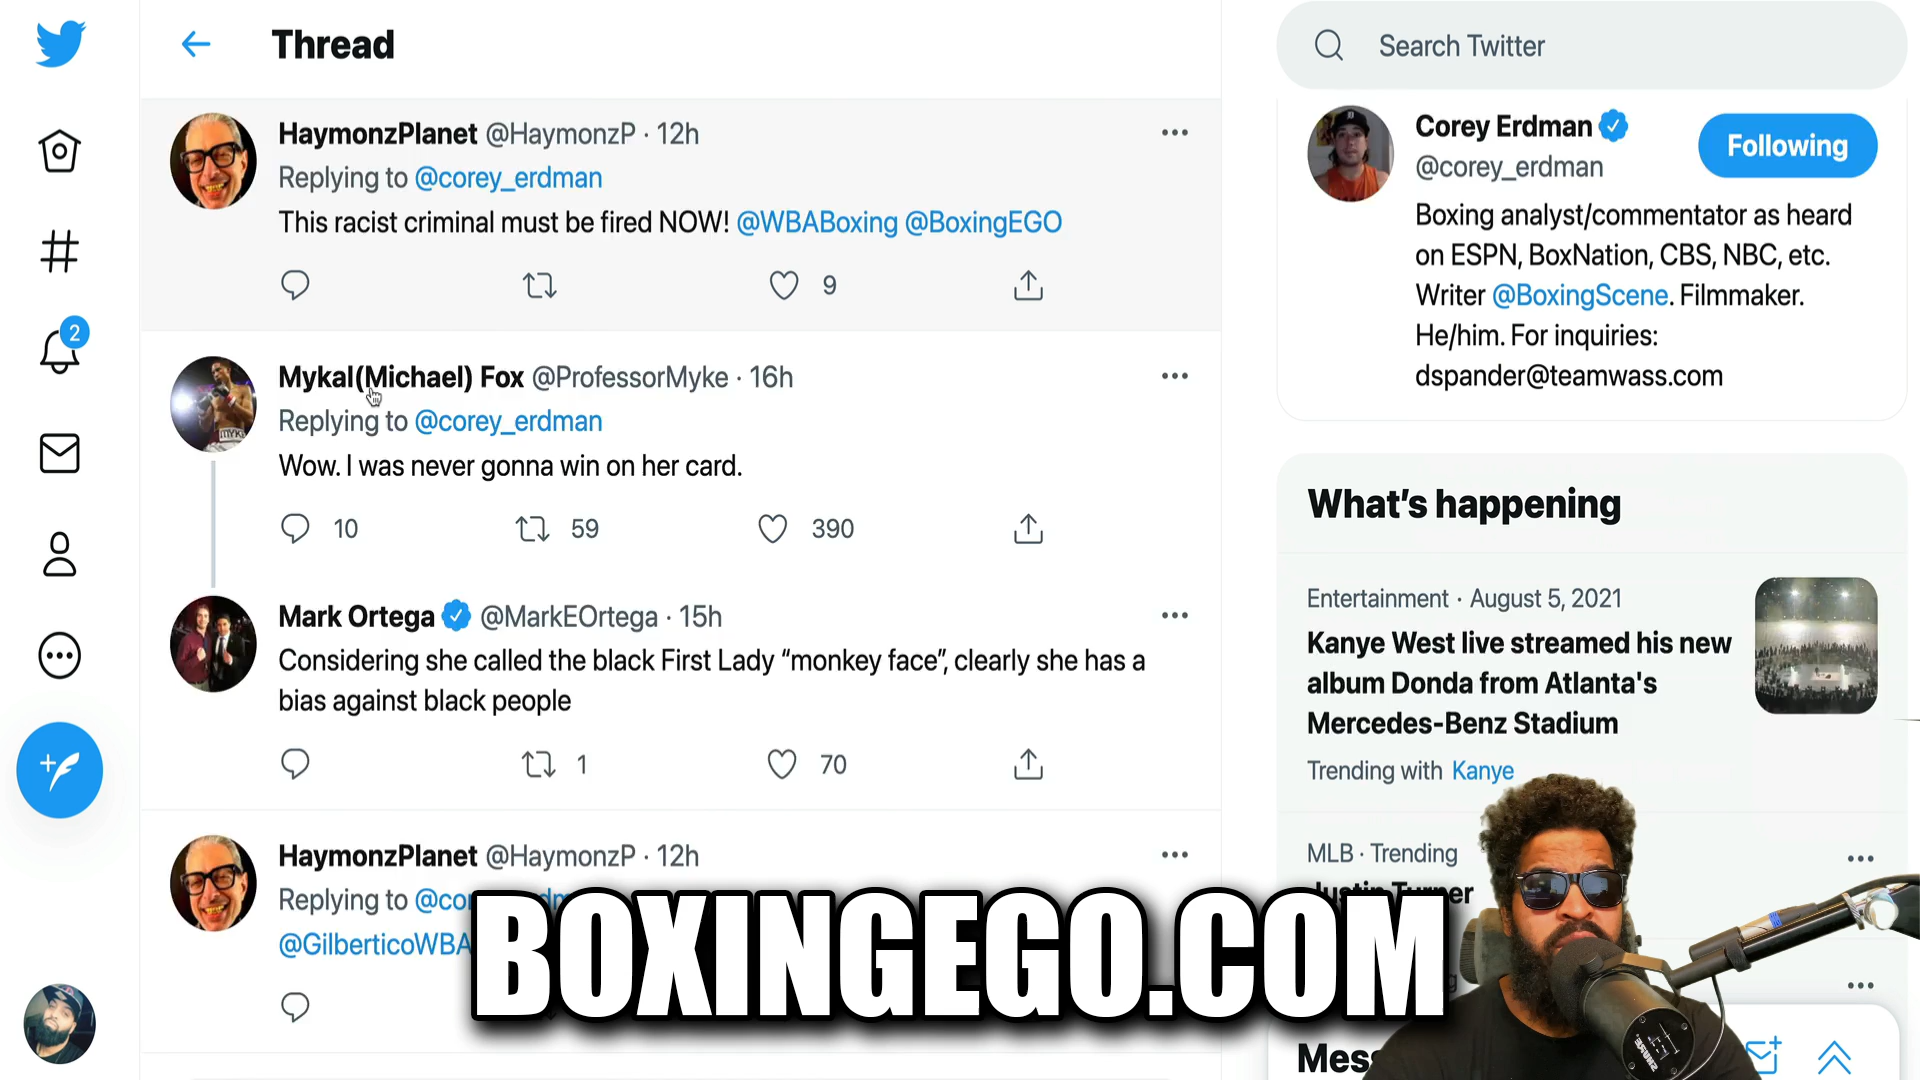 Thread
HaymonzPlanet @HaymonzP · 12h
Replying to @corey_erdman
This racist criminal must be fired NOW! @WBABoxing @BoxingEGO
9
2
Mykal(Michael) Fox @ProfessorMyke · 16h
Replying to @corey_erdman
Wow. I was never gonna win on her card.
10 59 390
Mark Ortega @MarkEOrtega · 15h
Considering she called the black First Lady “monkey face”, clearly she has a
bias against black people
1 70
HaymonzPlanet @HaymonzP · 12h
Replying to
@GilberticoWBA
BOXINGEGO.COM
Search Twitter
Corey Erdman
Following
@corey_erdman
Boxing analyst/commentator as heard
on ESPN, BoxNation, CBS, NBC, etc.
Writer @BoxingScene. Filmmaker.
He/him. For inquiries:
dspander@teamwass.com
What’s happening
Entertainment · August 5, 2021
Kanye West live streamed his new
album Donda from Atlanta's
Mercedes-Benz Stadium
Trending with Kanye
MLB · Trending
Justin Turner
SHURE